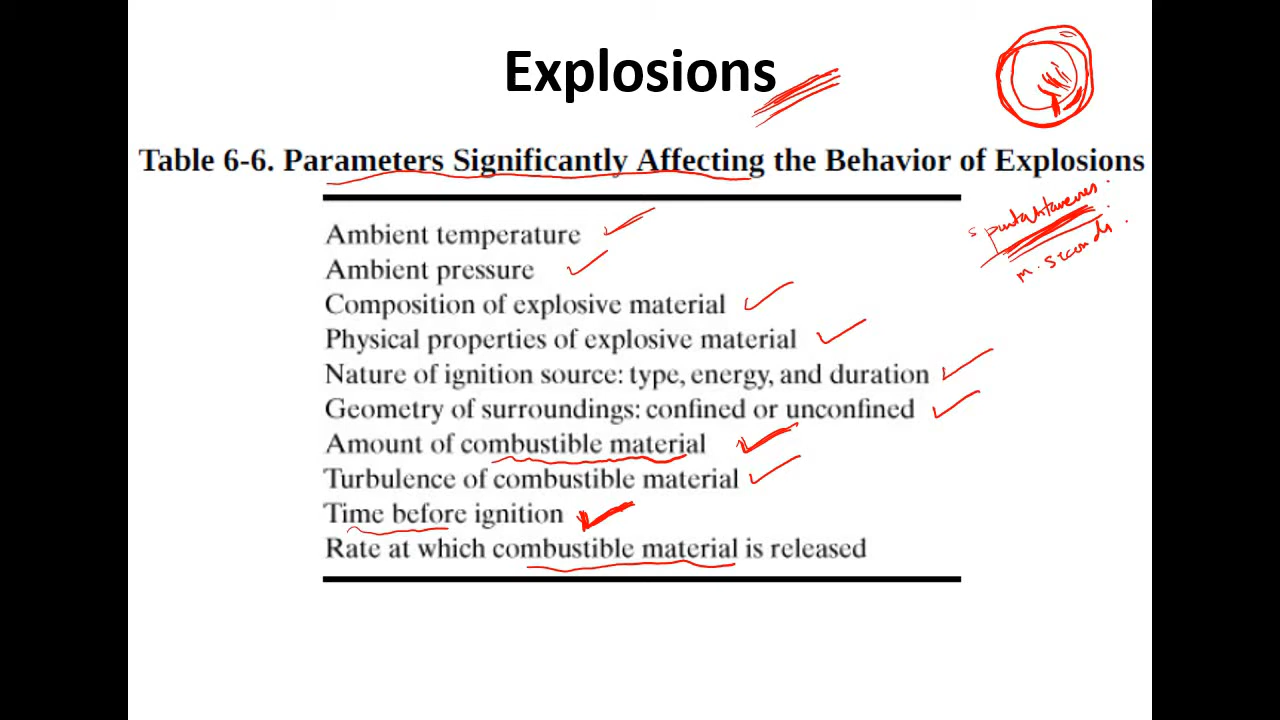 Explosions
Table 6-6. Parameters Significantly Affecting the Behavior of Explosions
spontantaneous.
m. seconds.
Ambient temperature
Ambient pressure
Composition of explosive material
Physical properties of explosive material
Nature of ignition source: type, energy, and duration
Geometry of surroundings: confined or unconfined
Amount of combustible material
Turbulence of combustible material
Time before ignition
Rate at which combustible material is released